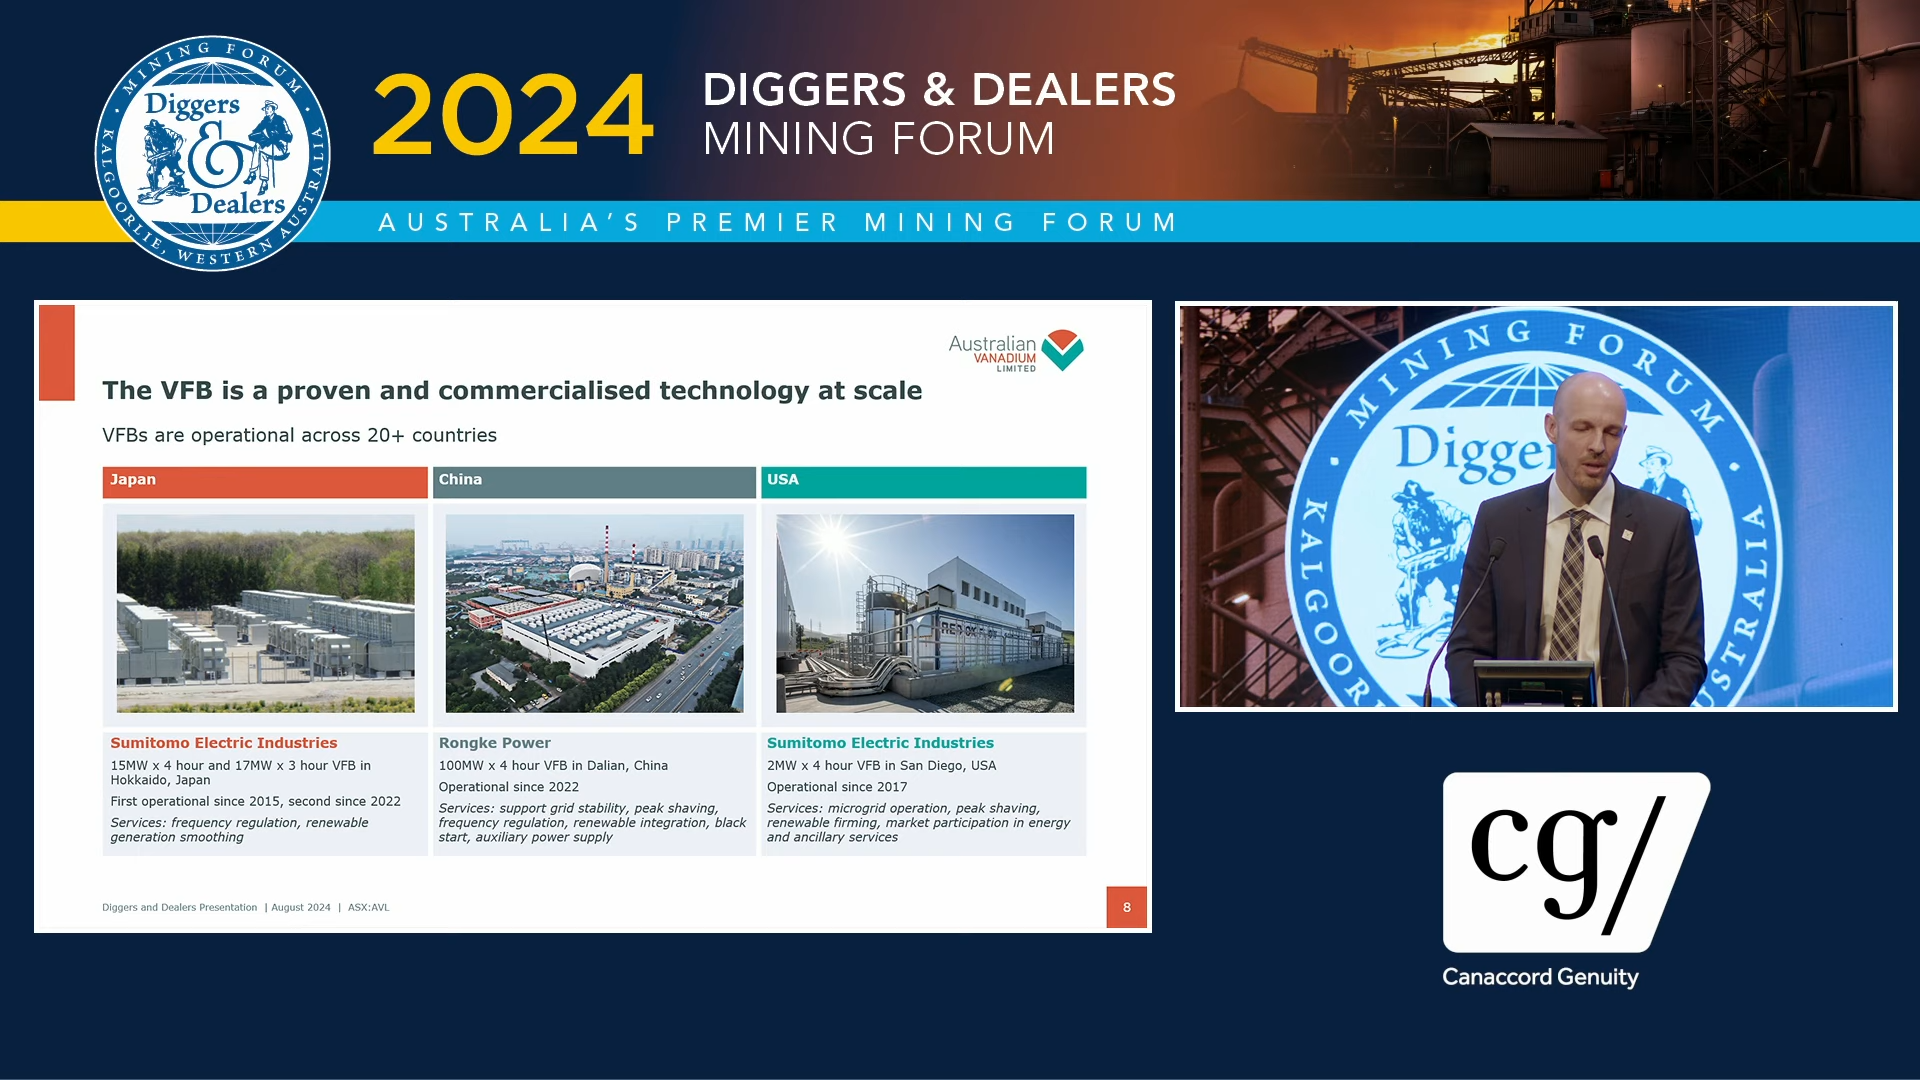 MINING FORUM
Diggers
&
Dealers
KALGOORLIE, WESTERN AUSTRALIA
2024
DIGGERS & DEALERS
MINING FORUM
AUSTRALIA'S PREMIER MINING FORUM
Australian
VANADIUM
LIMITED
The VFB is a proven and commercialised technology at scale
VFBs are operational across 20+ countries
Japan
China
USA
Sumitomo Electric Industries
15MW x 4 hour and 17MW x 3 hour VFB in
Hokkaido, Japan
First operational since 2015, second since 2022
Services: frequency regulation, renewable
generation smoothing
Rongke Power
100MW x 4 hour VFB in Dalian, China
Operational since 2022
Services: support grid stability, peak shaving,
frequency regulation, renewable integration, black
start, auxiliary power supply
Sumitomo Electric Industries
2MW x 4 hour VFB in San Diego, USA
Operational since 2017
Services: microgrid operation, peak shaving,
renewable firming, market participation in energy
and ancillary services
Diggers and Dealers Presentation | August 2024 | ASX:AVL
8
MINING FORUM
Digge
KALGOOR
USTRALIA
cg/
Canaccord Genuity